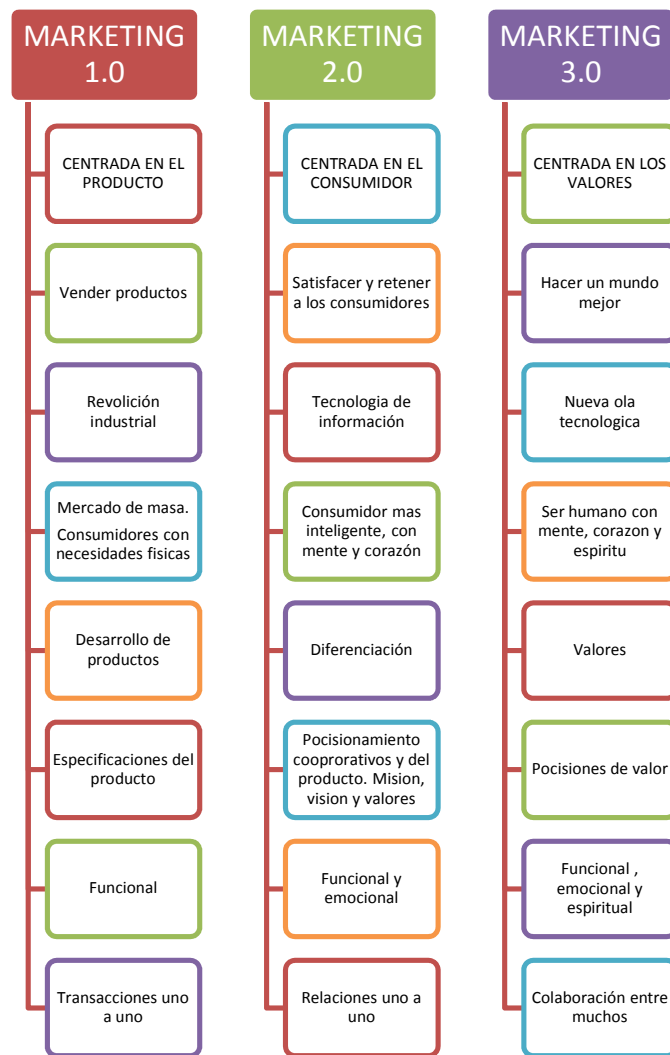 MARKETING
1.0
CENTRADA EN EL
PRODUCTO
Vender productos
Revolición
industrial
Mercado de masa.
Consumidores con
necesidades fisicas
Desarrollo de
productos
Especificaciones del
producto
Funcional
Transacciones uno
a uno
MARKETING
2.0
CENTRADA EN EL
CONSUMIDOR
Satisfacer y retener
a los consumidores
Tecnologia de
información
Consumidor mas
inteligente, con
mente y corazón
Diferenciación
Pocisionamiento
cooprorativos y del
producto. Mision,
vision y valores
Funcional y
emocional
Relaciones uno a
uno
MARKETING
3.0
CENTRADA EN LOS
VALORES
Hacer un mundo
mejor
Nueva ola
tecnologica
Ser humano con
mente, corazon y
espiritu
Valores
Pocisiones de valor
Funcional ,
emocional y
espiritual
Colaboración entre
muchos